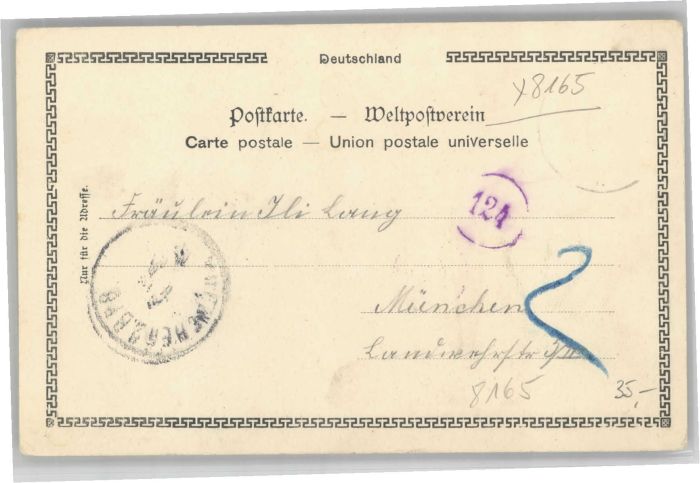 Deutschland
x8165
Postkarte. — Weltpostverein
Carte postale — Union postale universelle
Nur für die Adresse.
Fräulein Ili Lang
124
München
Landwehrstr
8165
35,-